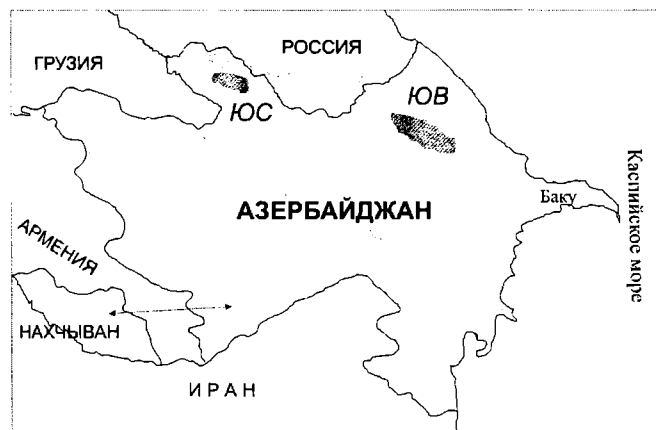 РОССИЯ
ГРУЗИЯ
ЮС
ЮВ
АЗЕРБАЙДЖАН
Баку
Каспийское море
АРМЕНИЯ
НАХЧЫВАН
ИРАН